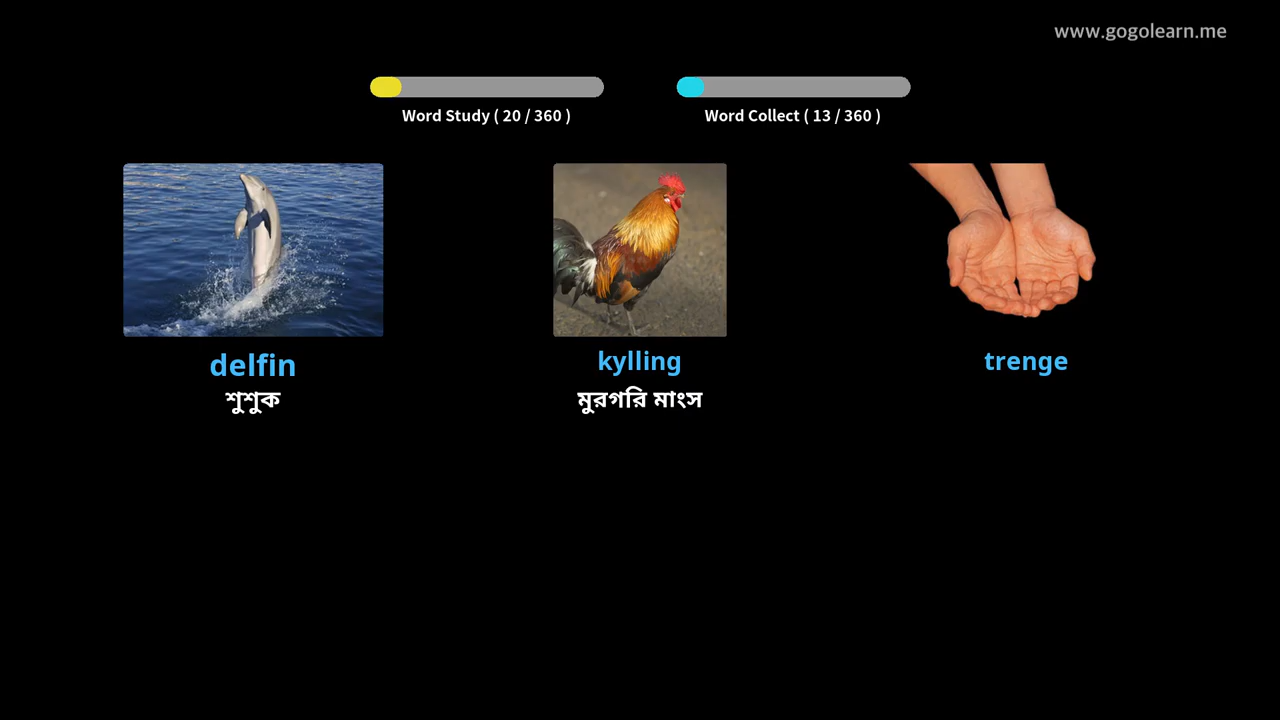 www.gogolearn.me
Word Study ( 20 / 360 )
Word Collect ( 13 / 360 )
delfin
kylling
trenge
শুশুক
মুরগরি মাংস